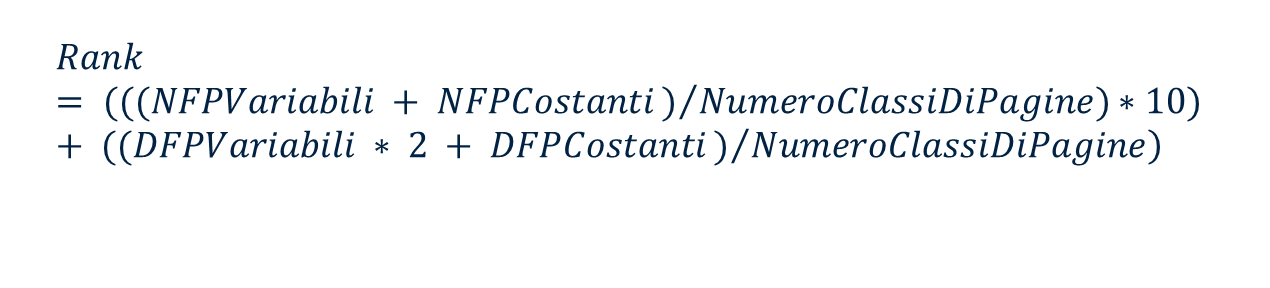 Rank
= (((NFPVariabili + NFPCostanti)/NumeroClassiDiPagine) * 10)
+ ((DFPVariabili * 2 + DFPCostanti)/NumeroClassiDiPagine)